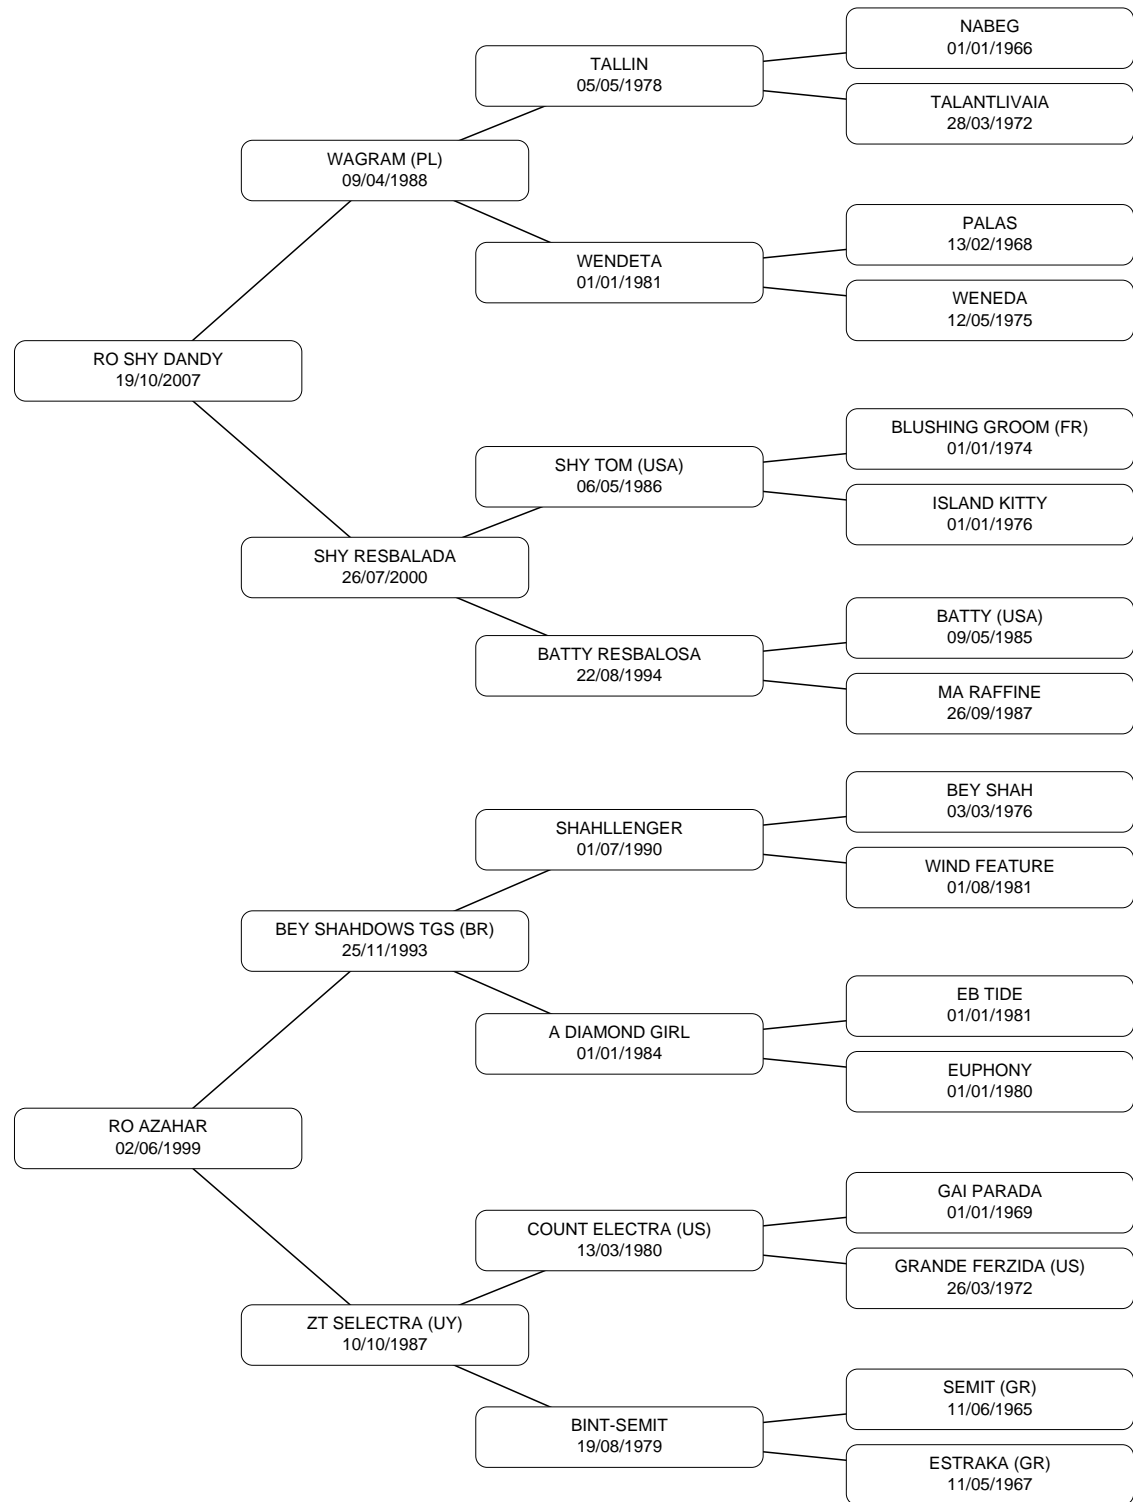 NABEG
01/01/1966
TALLIN
05/05/1978
TALANTLIVAIA
28/03/1972
WAGRAM (PL)
09/04/1988
PALAS
13/02/1968
WENDETA
01/01/1981
WENEDA
12/05/1975
RO SHY DANDY
19/10/2007
BLUSHING GROOM (FR)
01/01/1974
SHY TOM (USA)
06/05/1986
ISLAND KITTY
01/01/1976
SHY RESBALADA
26/07/2000
BATTY (USA)
09/05/1985
BATTY RESBALOSA
22/08/1994
MA RAFFINE
26/09/1987
BEY SHAH
03/03/1976
SHAHLLENGER
01/07/1990
WIND FEATURE
01/08/1981
BEY SHAHDOWS TGS (BR)
25/11/1993
EB TIDE
01/01/1981
A DIAMOND GIRL
01/01/1984
EUPHONY
01/01/1980
RO AZAHAR
02/06/1999
GAI PARADA
01/01/1969
COUNT ELECTRA (US)
13/03/1980
GRANDE FERZIDA (US)
26/03/1972
ZT SELECTRA (UY)
10/10/1987
SEMIT (GR)
11/06/1965
BINT-SEMIT
19/08/1979
ESTRAKA (GR)
11/05/1967